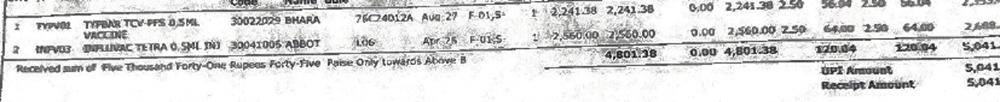 Code Name
1 TYPV02 TYPBAR TCV-PFS 0.5ML 30022029 BHARA 76C24012A Aug 27 F-01,S- 1 2,241.38 2,241.38 0.00 2,241.38 2.50 56.04 2.50 56.04
VACCINE
2 INFV03 INFLUVAC TETRA 0.5ML INJ 30041005 ABBOT Apr 25 F-01,S- 1 2,560.00 2,560.00 0.00 2,560.00 2.50 64.00 2.50 64.00 2,688.
4,801.38 0.00 4,801.38 120.04 120.04 5,041.
Received sum of Five Thousand Forty-One Rupees Forty-Five Paise Only towards Above B
UPI Amount 5,041
Receipt Amount 5,041